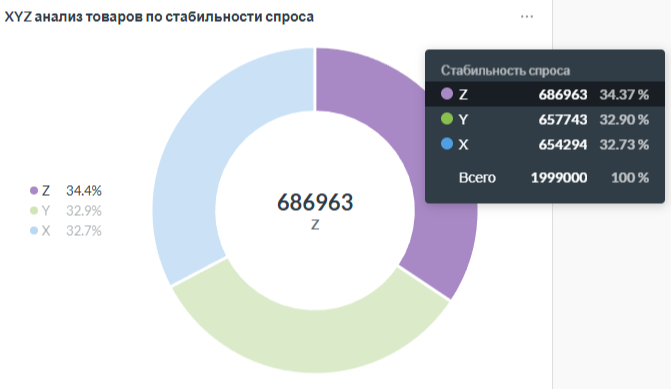 XYZ анализ товаров по стабильности спроса
...
Стабильность спроса
Z 686963 34.37 %
Y 657743 32.90 %
X 654294 32.73 %
Всего 1999000 100 %
Z 34.4%
Y 32.9%
X 32.7%
686963
Z